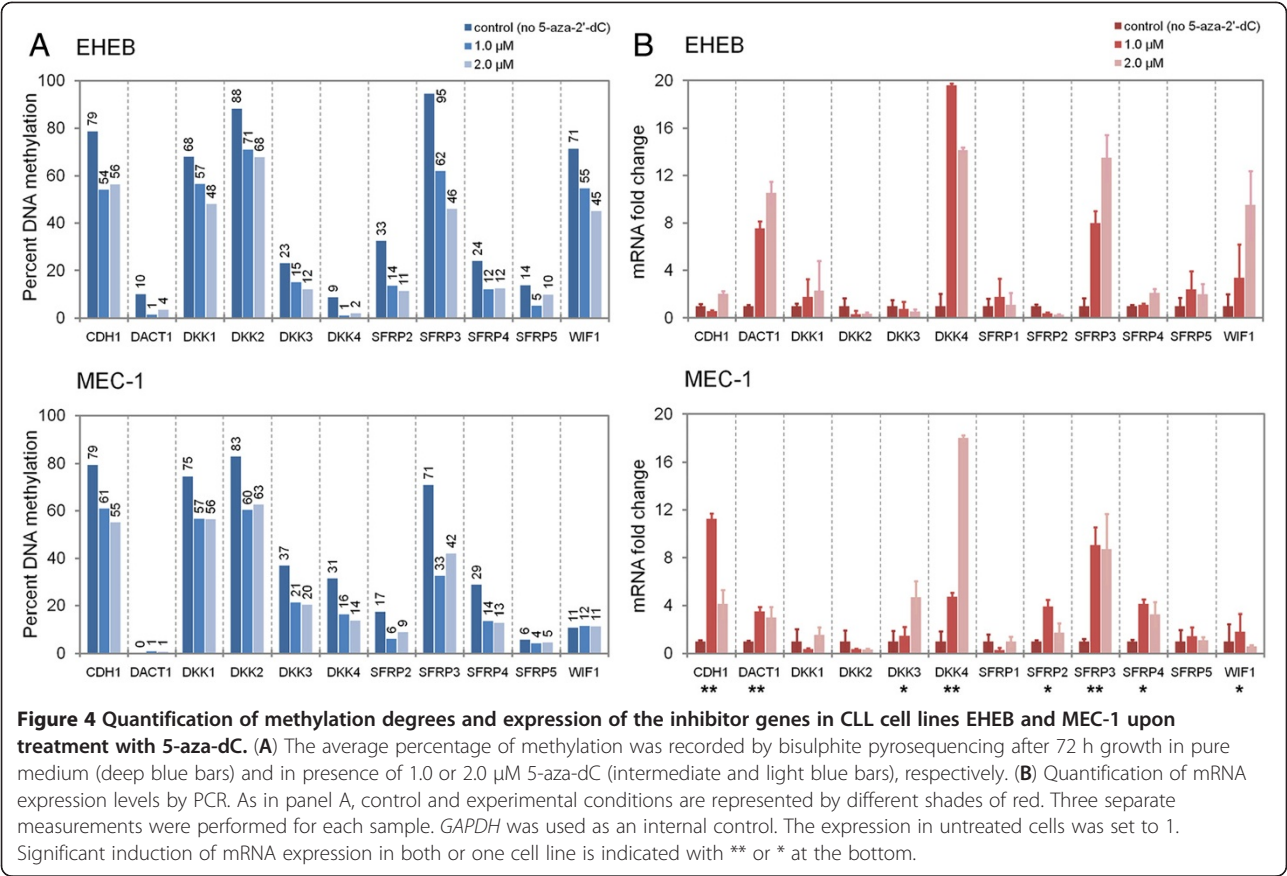 A
EHEB
control (no 5-aza-2'-dC)
1.0 µM
2.0 µM
Percent DNA methylation
100
80
60
40
20
0
79 54 56
10 1 4
68 57 48
88 71 68
23 15 12
9 1 2
33 14 11
95 62 46
24 12 12
14 5 10
71 55 45
CDH1 DACT1 DKK1 DKK2 DKK3 DKK4 SFRP2 SFRP3 SFRP4 SFRP5 WIF1
MEC-1
Percent DNA methylation
100
80
60
40
20
0
79 61 55
0 1 1
75 57 56
83 60 63
37 21 20
31 16 14
17 6 9
71 33 42
29 14 13
6 4 5
11 12 11
CDH1 DACT1 DKK1 DKK2 DKK3 DKK4 SFRP2 SFRP3 SFRP4 SFRP5 WIF1
B
EHEB
control (no 5-aza-2'-dC)
1.0 µM
2.0 µM
mRNA fold change
20
16
12
8
4
0
CDH1 DACT1 DKK1 DKK2 DKK3 DKK4 SFRP1 SFRP2 SFRP3 SFRP4 SFRP5 WIF1
MEC-1
mRNA fold change
20
16
12
8
4
0
CDH1 DACT1 DKK1 DKK2 DKK3 DKK4 SFRP1 SFRP2 SFRP3 SFRP4 SFRP5 WIF1
** ** * ** * ** * *
Figure 4 Quantification of methylation degrees and expression of the inhibitor genes in CLL cell lines EHEB and MEC-1 upon
treatment with 5-aza-dC. (A) The average percentage of methylation was recorded by bisulphite pyrosequencing after 72 h growth in pure
medium (deep blue bars) and in presence of 1.0 or 2.0 µM 5-aza-dC (intermediate and light blue bars), respectively. (B) Quantification of mRNA
expression levels by PCR. As in panel A, control and experimental conditions are represented by different shades of red. Three separate
measurements were performed for each sample. GAPDH was used as an internal control. The expression in untreated cells was set to 1.
Significant induction of mRNA expression in both or one cell line is indicated with ** or * at the bottom.